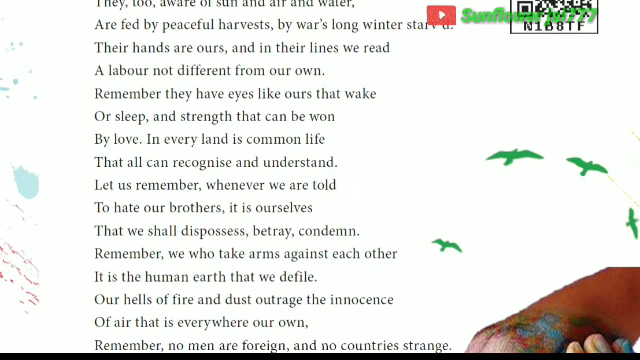 They, too, aware of sun and air and water,
Are fed by peaceful harvests, by war's long winter starv'd.
Their hands are ours, and in their lines we read
A labour not different from our own.
Remember they have eyes like ours that wake
Or sleep, and strength that can be won
By love. In every land is common life
That all can recognise and understand.
Let us remember, whenever we are told
To hate our brothers, it is ourselves
That we shall dispossess, betray, condemn.
Remember, we who take arms against each other
It is the human earth that we defile.
Our hells of fire and dust outrage the innocence
Of air that is everywhere our own,
Remember, no men are foreign, and no countries strange.
N1B8TF